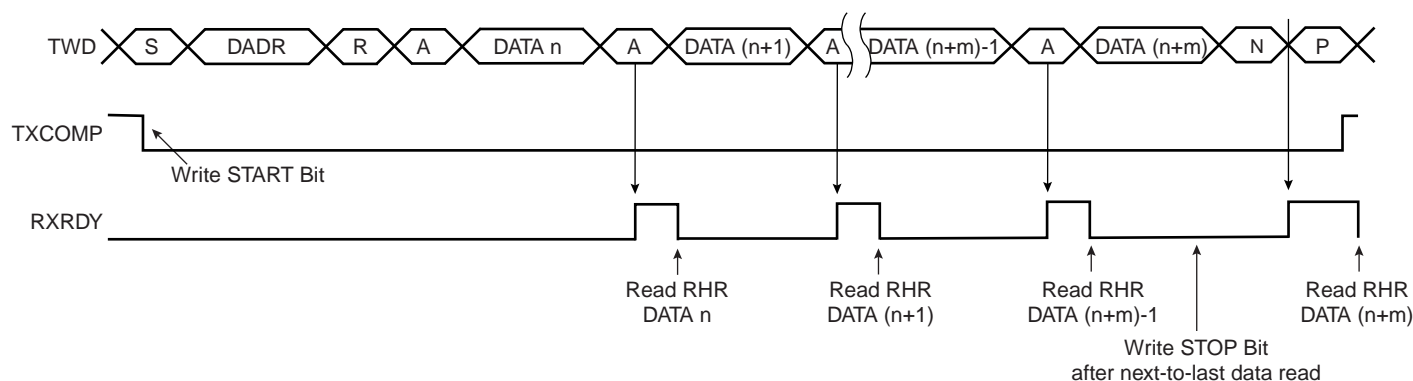 TWD S DADR R A DATA n A DATA (n+1) A DATA (n+m)-1 A DATA (n+m) N P
TXCOMP
Write START Bit
RXRDY
Read RHR
DATA n
Read RHR
DATA (n+1)
Read RHR
DATA (n+m)-1
Read RHR
DATA (n+m)
Write STOP Bit
after next-to-last data read